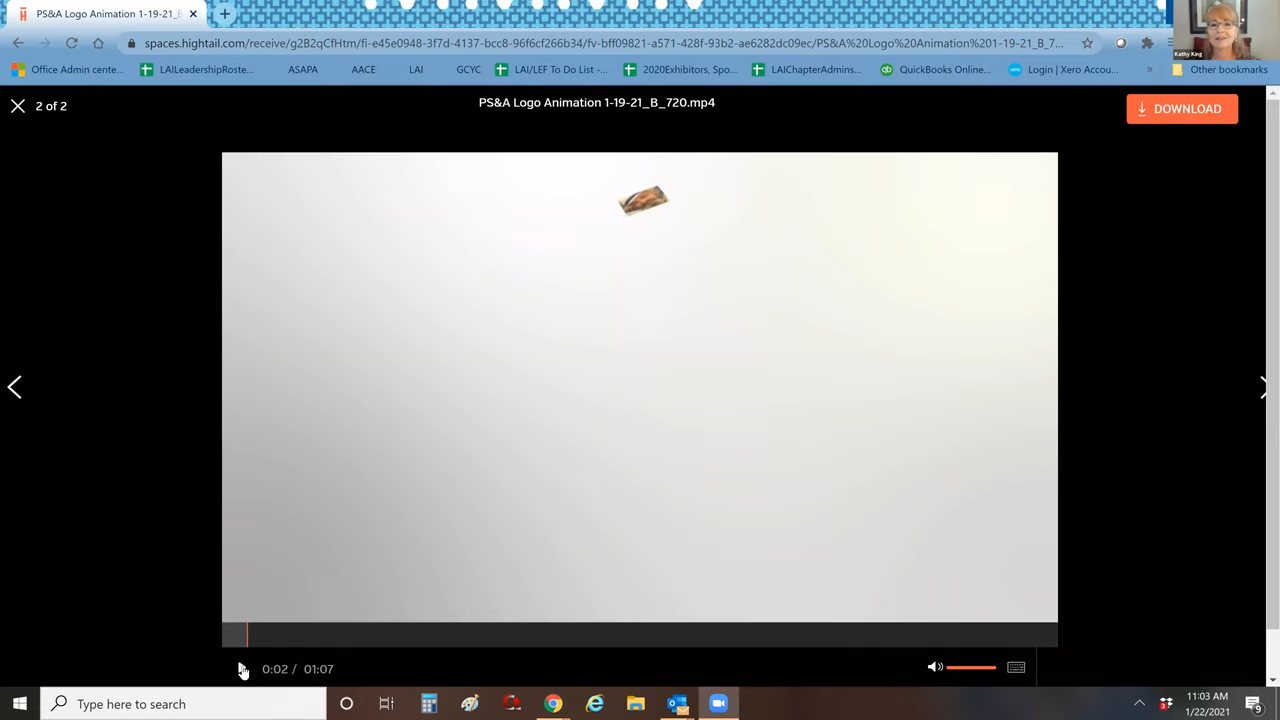 PS&A Logo Animation 1-19-21_B_
spaces.hightail.com/receive/g2B2qCfHtm/fi-e45e0948-3f7d-4137-bcc8-96f6cf266b34/fv-bff09821-a571-428f-93b2-ae6282dc09ec/PS&A%20Logo%20Animation%201-19-21_B_7...
Kathy King
Office Admin cente...
LAILeadershipRoste...
ASAPA
AACE
LAI
GCYC
LAI/LEF To Do List -...
2020Exhibitors, Spo...
LAIChapterAdmins...
QuickBooks Online...
Login | Xero Accou...
»
Other bookmarks
2 of 2
PS&A Logo Animation 1-19-21_B_720.mp4
DOWNLOAD
0:02 / 01:07
Type here to search
11:03 AM
1/22/2021
9